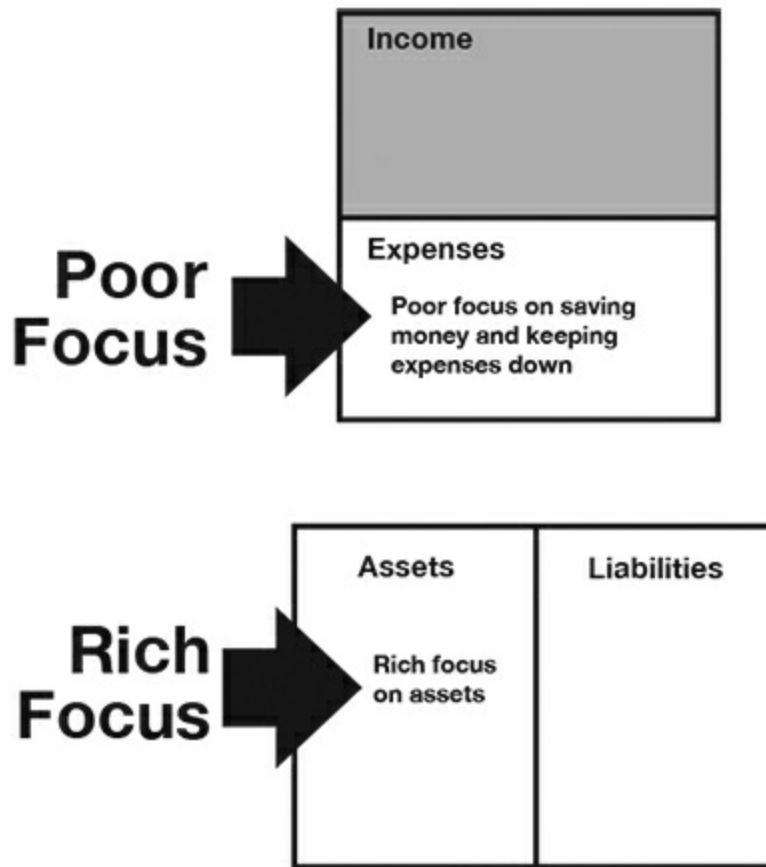 Income
Poor
Focus
Expenses
Poor focus on saving
money and keeping
expenses down
Rich
Focus
Assets
Rich focus
on assets
Liabilities